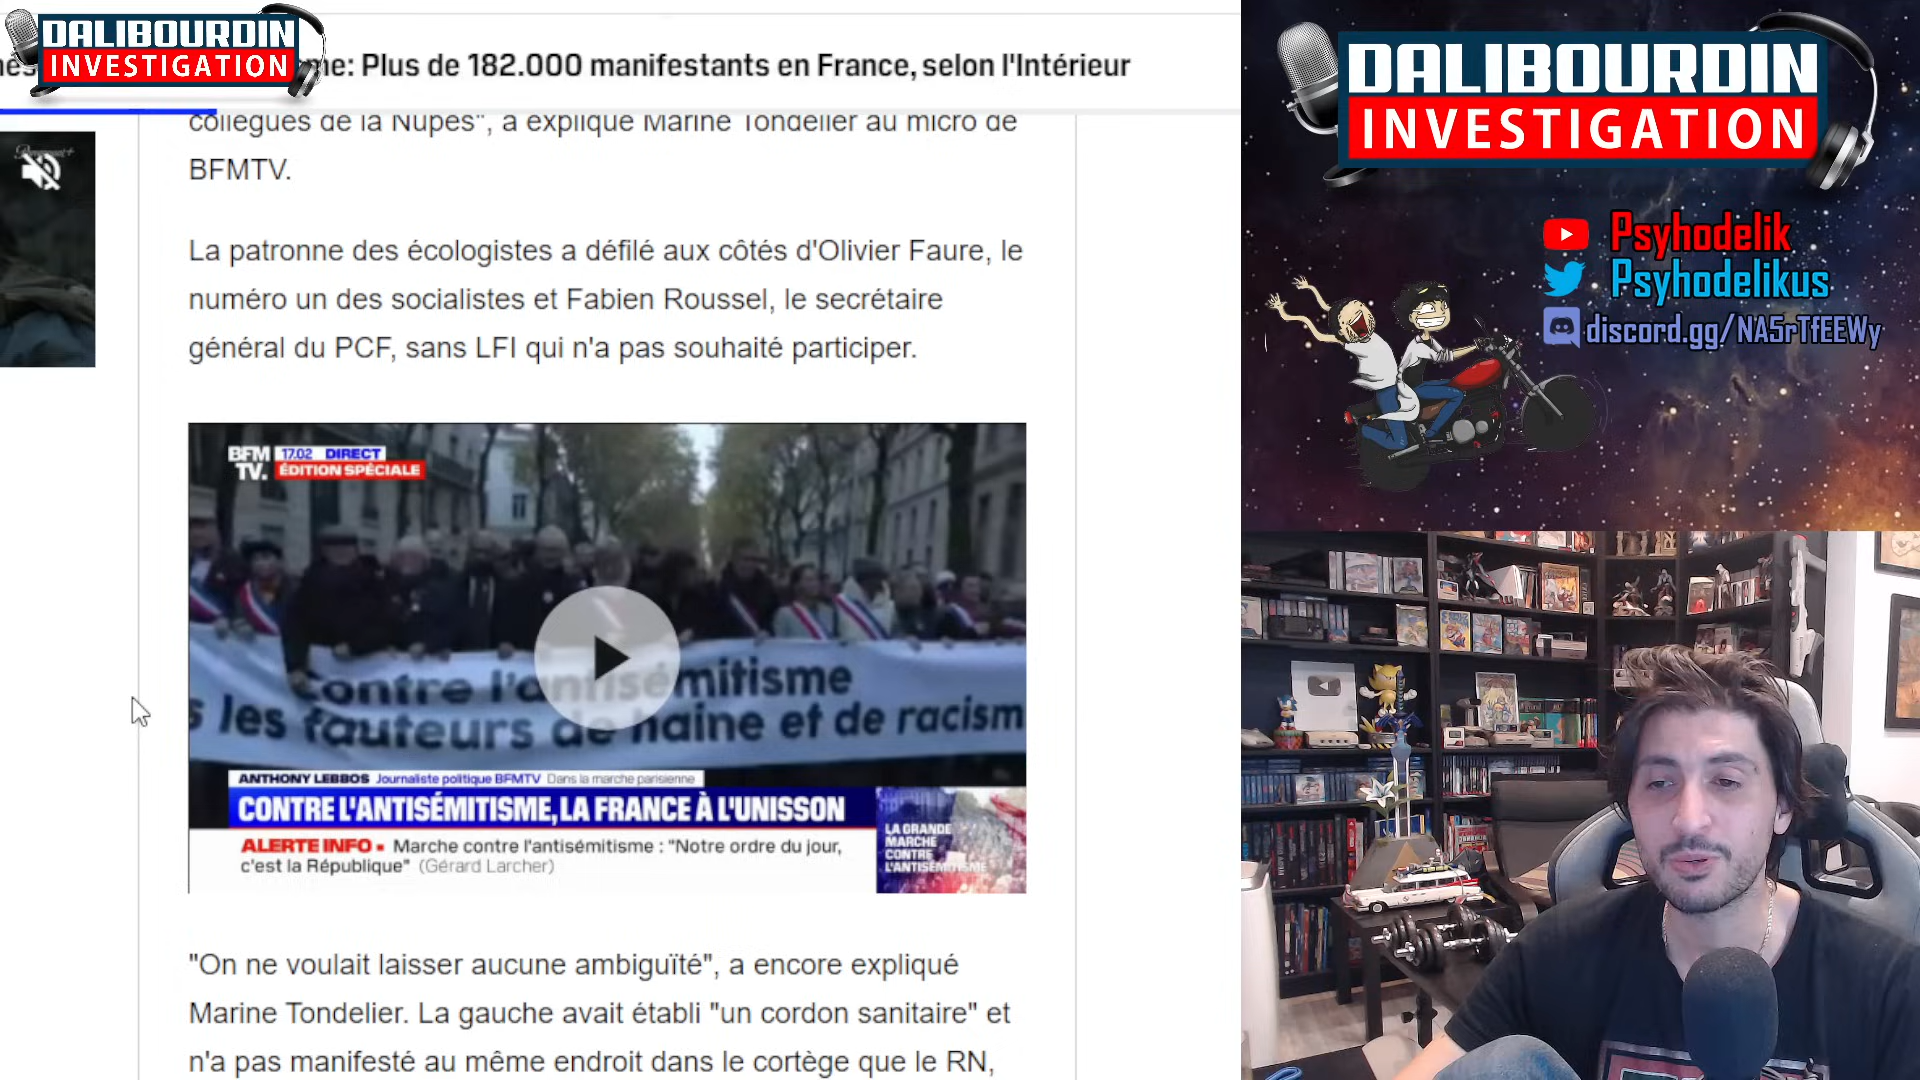 DALIBOURDIN
INVESTIGATION
me: Plus de 182.000 manifestants en France, selon l'Intérieur
collègues de la Nupes", a expliqué Marine Tondelier au micro de
BFMTV.
La patronne des écologistes a défilé aux côtés d'Olivier Faure, le
numéro un des socialistes et Fabien Roussel, le secrétaire
général du PCF, sans LFI qui n'a pas souhaité participer.
BFM
TV.
17.02 DIRECT
ÉDITION SPÉCIALE
Contre l'antisémitisme
s les fauteurs de haine et de racism
ANTHONY LEBBOS Journaliste politique BFMTV Dans la marche parisienne
CONTRE L'ANTISÉMITISME, LA FRANCE À L'UNISSON
ALERTE INFO • Marche contre l'antisémitisme : "Notre ordre du jour,
c'est la République" (Gérard Larcher)
LA GRANDE
MARCHE
CONTRE
L'ANTISÉMITISME
"On ne voulait laisser aucune ambiguïté", a encore expliqué
Marine Tondelier. La gauche avait établi "un cordon sanitaire" et
n'a pas manifesté au même endroit dans le cortège que le RN,
DALIBOURDIN
INVESTIGATION
Psyhodelik
Psyhodelikus
discord.gg/NA5rTfEEWy